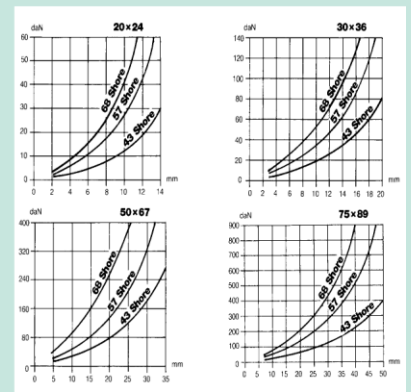 daN 20×24
60
50
40
30
20
10
0
68 Shore
57 Shore
43 Shore
0 2 4 6 8 10 12 14 mm
daN 30×36
140
120
100
80
60
40
20
0
68 Shore
57 Shore
43 Shore
0 2 3 4 6 8 10 12 14 16 18 20 mm
daN 50×67
400
320
240
140
80
0
68 Shore
57 Shore
43 Shore
0 5 10 15 20 25 30 35 mm
daN 75×89
900
800
700
600
500
400
300
200
100
0
68 Shore
57 Shore
43 Shore
0 5 10 15 20 25 30 35 40 45 50 mm